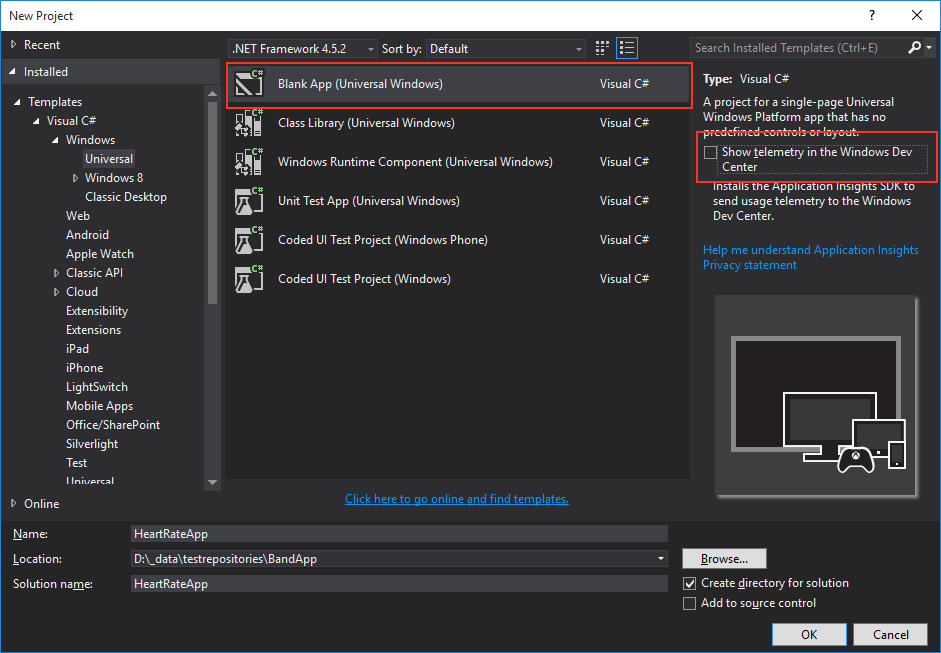 New Project
?
Recent
.NET Framework 4.5.2
Sort by:
Default
Search Installed Templates (Ctrl+E)
Installed
Templates
Visual C#
Windows
Universal
Windows 8
Classic Desktop
Web
Android
Apple Watch
Classic API
Cloud
Extensibility
Extensions
iPad
iPhone
LightSwitch
Mobile Apps
Office/SharePoint
Silverlight
Test
Universal
Online
C#
Blank App (Universal Windows)
Visual C#
C#
Class Library (Universal Windows)
Visual C#
C#
Windows Runtime Component (Universal Windows)
Visual C#
C#
Unit Test App (Universal Windows)
Visual C#
C#
Coded UI Test Project (Windows Phone)
Visual C#
C#
Coded UI Test Project (Windows)
Visual C#
Click here to go online and find templates.
Type: Visual C#
A project for a single-page Universal
Windows Platform app that has no
predefined controls or layout.
Show telemetry in the Windows Dev
Center
Installs the Application Insights SDK to
send usage telemetry to the Windows
Dev Center.
Help me understand Application Insights
Privacy statement
Name:
HeartRateApp
Location:
D:\_data\testrepositories\BandApp
Browse...
Solution name:
HeartRateApp
Create directory for solution
Add to source control
OK
Cancel